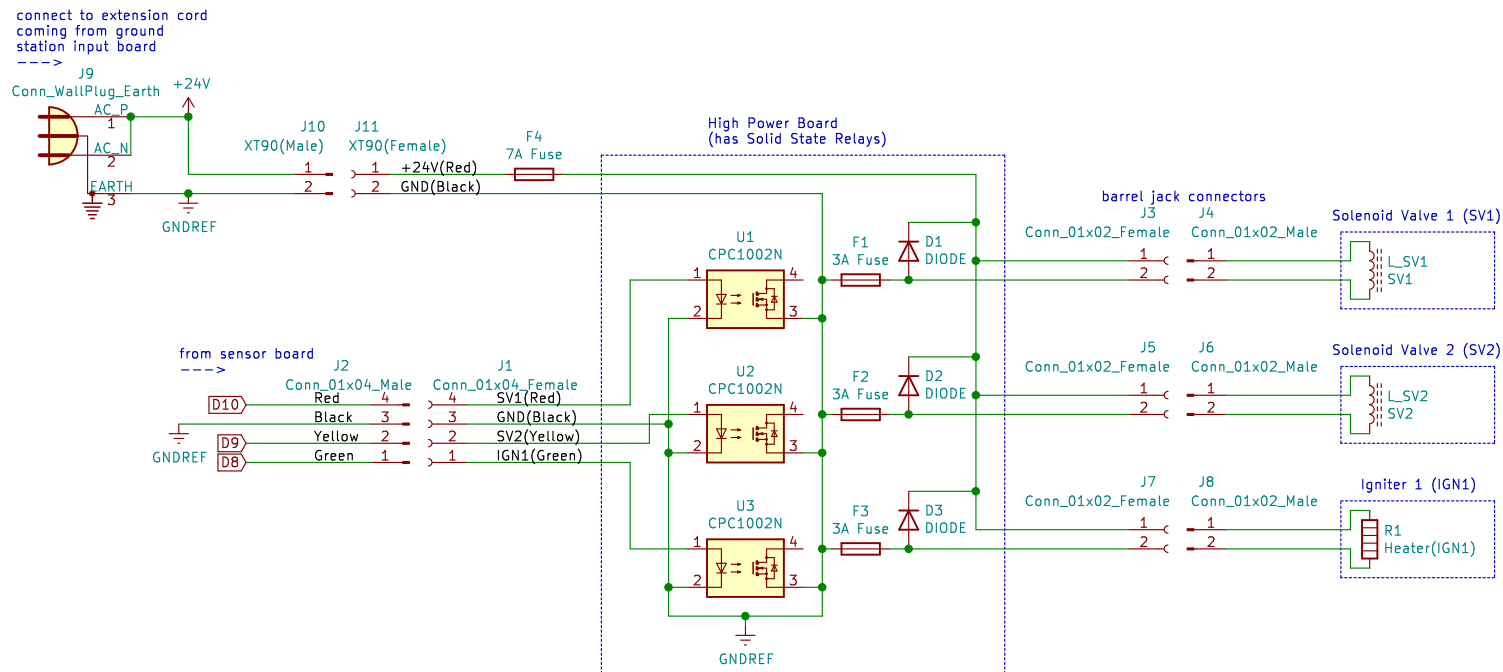 connect to extension cord
coming from ground
station input board
---->
J9
Conn_WallPlug_Earth
+24V
AC_P
1
AC_N
2
EARTH
3
GNDREF
J10
XT90(Male)
J11
XT90(Female)
1
1
+24V(Red)
2
2
GND(Black)
F4
7A Fuse
High Power Board
(has Solid State Relays)
U1
CPC1002N
1
4
2
3
F1
3A Fuse
D1
DIODE
barrel jack connectors
J3
Conn_01x02_Female
J4
Conn_01x02_Male
1
1
2
2
Solenoid Valve 1 (SV1)
L_SV1
SV1
from sensor board
---->
J2
Conn_01x04_Male
J1
Conn_01x04_Female
D10
Red
4
4
SV1(Red)
Black
3
3
GND(Black)
GNDREF
D9
Yellow
2
2
SV2(Yellow)
D8
Green
1
1
IGN1(Green)
U2
CPC1002N
1
4
2
3
F2
3A Fuse
D2
DIODE
J5
Conn_01x02_Female
J6
Conn_01x02_Male
1
1
2
2
Solenoid Valve 2 (SV2)
L_SV2
SV2
U3
CPC1002N
1
4
2
3
F3
3A Fuse
D3
DIODE
J7
Conn_01x02_Female
J8
Conn_01x02_Male
1
1
2
2
Igniter 1 (IGN1)
R1
Heater(IGN1)
GNDREF